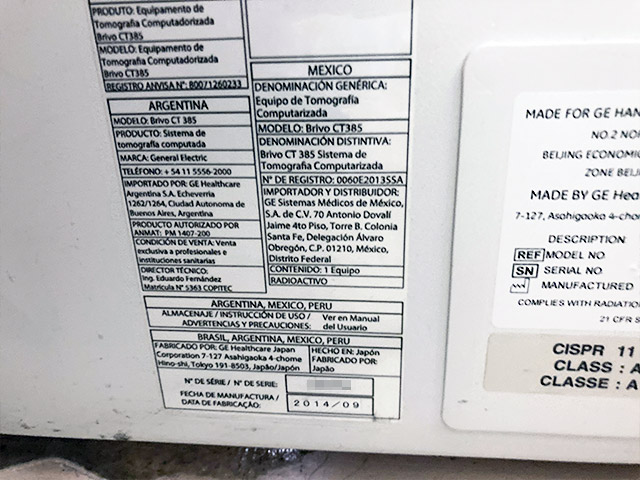 PRODUTO: Equipamento de
Tomografia Computadorizada
Brivo CT385
MODELO: Equipamento de
Tomografia Computadorizada
Brivo CT385
REGISTRO ANVISA Nº: 80071260233
ARGENTINA
MODELO: Brivo CT 385
PRODUCTO: Sistema de
tomografía computada
MARCA: General Electric
TELÉFONO: + 54 11 5556-2000
IMPORTADO POR: GE Healthcare
Argentina S.A. Echeverria
1262/1264, Ciudad Autonoma de
Buenos Aires, Argentina
PRODUCTO AUTORIZADO POR
ANMAT: PM 1407-200
CONDICIÓN DE VENTA: Venta
exclusiva a profesionales e
instituciones sanitarias
DIRECTOR TÉCNICO:
Ing. Eduardo Fernández
Matrícula Nº 5363 COPITEC
MEXICO
DENOMINACIÓN GENÉRICA:
Equipo de Tomografía
Computarizada
MODELO: Brivo CT385
DENOMINACIÓN DISTINTIVA:
Brivo CT 385 Sistema de
Tomografía Computarizada
Nº DE REGISTRO: 0060E2013SSA
IMPORTADOR Y DISTRIBUIDOR:
GE Sistemas Médicos de México,
S.A. de C.V. 70 Antonio Dovalí
Jaime 4to Piso, Torre B. Colonia
Santa Fe, Delegación Álvaro
Obregón, C.P. 01210, México,
Distrito Federal
CONTENIDO: 1 Equipo
RADIOACTIVO
ARGENTINA, MEXICO, PERU
ALMACENAJE / INSTRUCCIÓN DE USO / Ver en Manual
ADVERTENCIAS Y PRECAUCIONES: del Usuario
BRASIL, ARGENTINA, MEXICO, PERU
FABRICADO POR: GE Healthcare Japan
Corporation 7-127 Asahigaoka 4-chome
Hino-shi, Tokyo 191-8503, Japão/Japón
HECHO EN: Japón
FABRICADO POR:
Japão
Nº DE SÉRIE / Nº DE SERIE:
FECHA DE MANUFACTURA /
DATA DE FABRICAÇÃO:
2014/09
MADE FOR GE HAN
NO.2 NOR
BEIJING ECONOMIC
ZONE BEIJ
MADE BY GE Hea
7-127, Asahigaoka 4-chom
DESCRIPTION
REF MODEL NO
SN SERIAL NO.
MANUFACTURED
COMPLIES WITH RADIATIO
21 CFR S
CISPR 11
CLASS : A
CLASSE : A